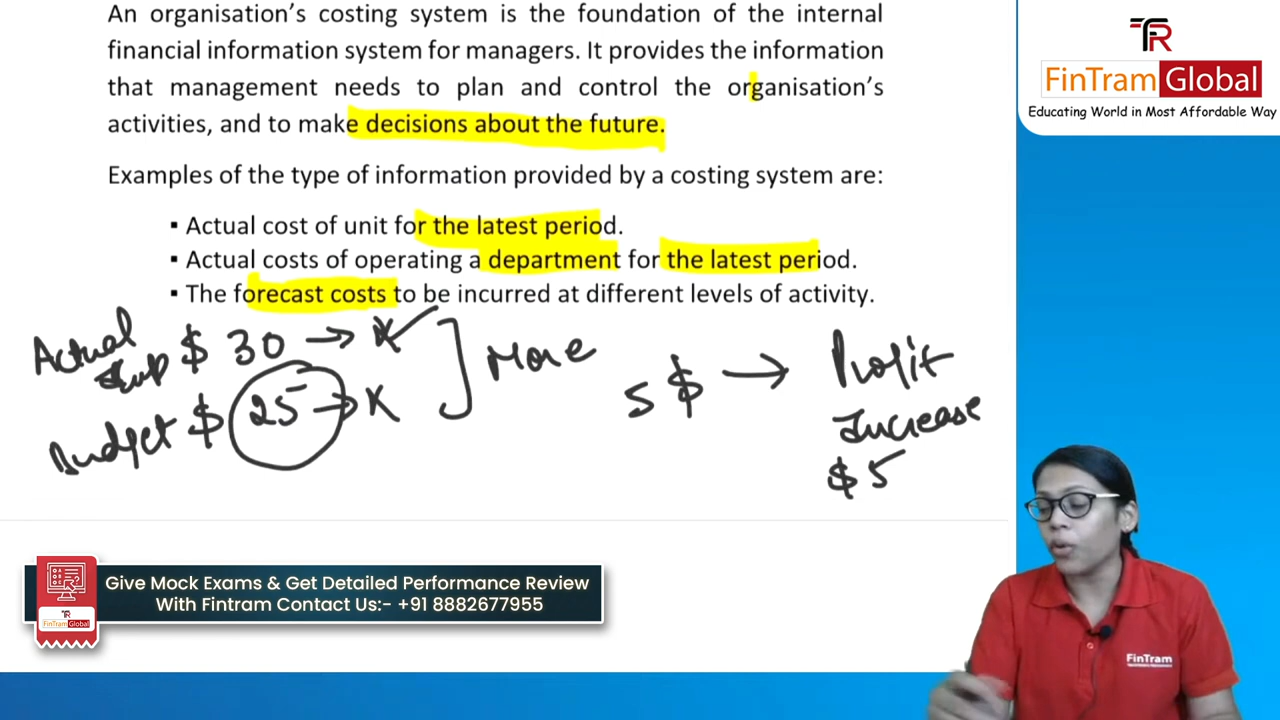 An organisation's costing system is the foundation of the internal
financial information system for managers. It provides the information
that management needs to plan and control the organisation's
activities, and to make decisions about the future.
Examples of the type of information provided by a costing system are:
▪ Actual cost of unit for the latest period.
▪ Actual costs of operating a department for the latest period.
▪ The forecast costs to be incurred at different levels of activity.
Actual $ 30 → X
Budget $ 25 → X
More
5 $ → Profit
Increase
$ 5
TR
FinTram Global
Educating World in Most Affordable Way
TR
FinTram Global
Give Mock Exams & Get Detailed Performance Review
With Fintram Contact Us:- +91 8882677955
FinTram